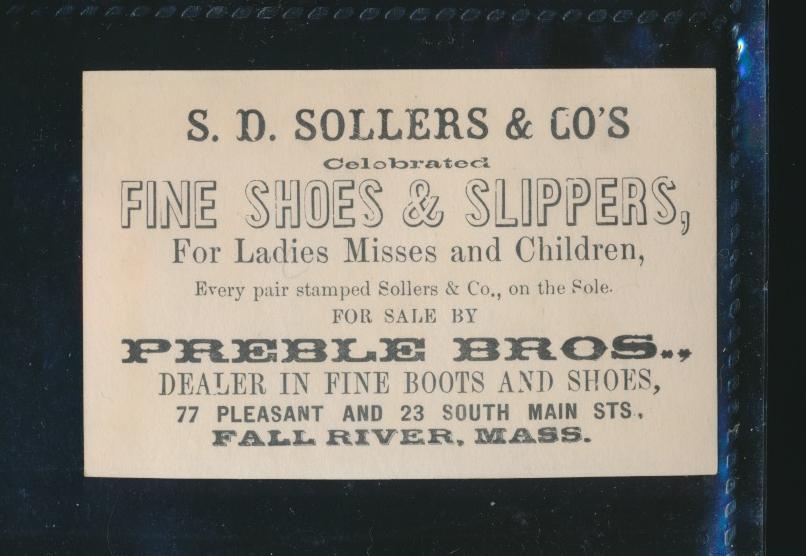 S. D. SOLLERS & CO'S
Celebrated
FINE SHOES & SLIPPERS,
For Ladies Misses and Children,
Every pair stamped Sollers & Co., on the Sole.
FOR SALE BY
PREBLE BROS.,
DEALER IN FINE BOOTS AND SHOES,
77 PLEASANT AND 23 SOUTH MAIN STS.,
FALL RIVER, MASS.